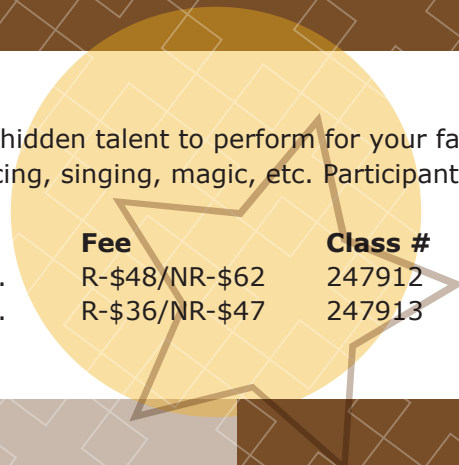 hidden talent to perform for your fa
cing, singing, magic, etc. Participant
Fee Class #
. R-$48/NR-$62 247912
. R-$36/NR-$47 247913